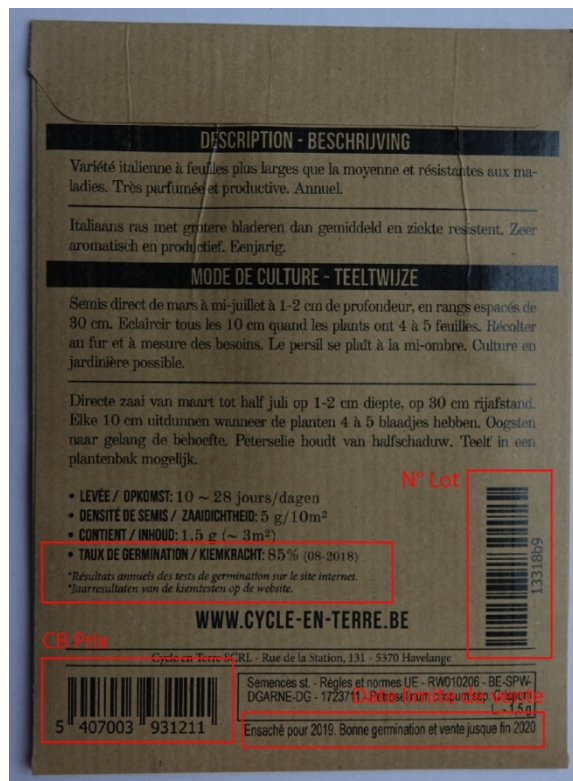 DESCRIPTION - BESCHRIJVING
Variété italienne à feuilles plus larges que la moyenne et résistantes aux ma-
ladies. Très parfumée et productive. Annuel.
Italiaans ras met grotere bladeren dan gemiddeld en ziekte resistent. Zeer
aromatisch en productief. Eenjarig.
MODE DE CULTURE - TEELTWIJZE
Semis direct de mars à mi-juillet à 1-2 cm de profondeur, en rangs espacés de
30 cm. Eclaircir tous les 10 cm quand les plants ont 4 à 5 feuilles. Récolter
au fur et à mesure des besoins. Le persil se plaît à la mi-ombre. Culture en
jardinière possible.
Directe zaai van maart tot half juli op 1-2 cm diepte, op 30 cm rijafstand.
Elke 10 cm uitdunnen wanneer de planten 4 à 5 blaadjes hebben. Oogsten
naar gelang de behoefte. Peterselie houdt van halfschaduw. Teelt in een
plantenbak mogelijk.
N° Lot
• LEVÉE / OPKOMST: 10 ~ 28 jours/dagen
• DENSITÉ DE SEMIS / ZAAIDICHTHEID: 5 g/10m²
• CONTIENT / INHOUD: 1,5 g (~ 3m²)
• TAUX DE GERMINATION / KIEMKRACHT: 85% (08-2018)
13318b9
*Résultats annuels des tests de germination sur le site internet.
*Jaarresultaten van de kiemtesten op de website.
WWW.CYCLE-EN-TERRE.BE
CB Prix
Cycle en Terre SCRL - Rue de la Station, 131 - 5370 Havelange
Semences st. - Règles et normes UE - RW010206 - BE-SPW-
DGARNE-DG - 1723711
Date limite de vente
5 407003 931211
Ensaché pour 2019. Bonne germination et vente jusque fin 2020